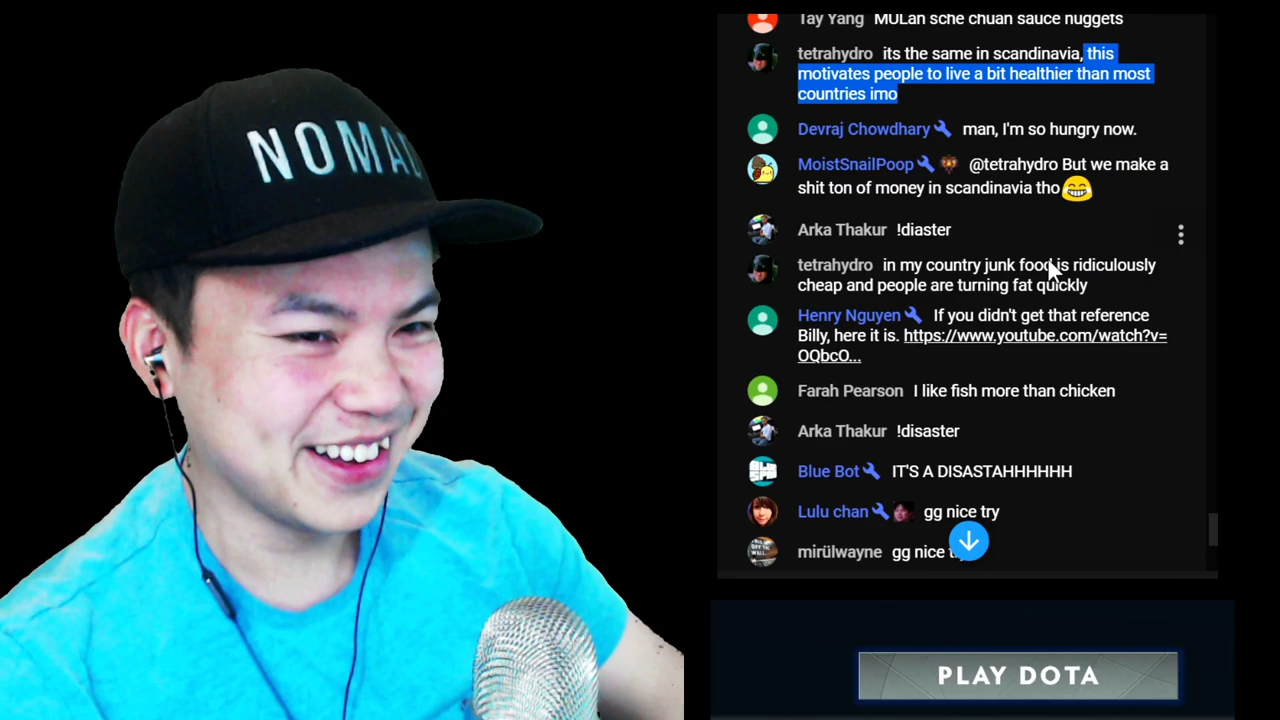 NOMAD
Tay Yang MULan sche chuan sauce nuggets
tetrahydro its the same in scandinavia, this
motivates people to live a bit healthier than most
countries imo
Devraj Chowdhary man, I'm so hungry now.
MoistSnailPoop @tetrahydro But we make a
shit ton of money in scandinavia tho
Arka Thakur !diaster
tetrahydro in my country junk food is ridiculously
cheap and people are turning fat quickly
Henry Nguyen If you didn't get that reference
Billy, here it is. https://www.youtube.com/watch?v=
OQbcO...
Farah Pearson I like fish more than chicken
Arka Thakur !disaster
Blue Bot IT'S A DISASTAHHHHHH
Lulu chan gg nice try
mirülwayne gg nice
PLAY DOTA